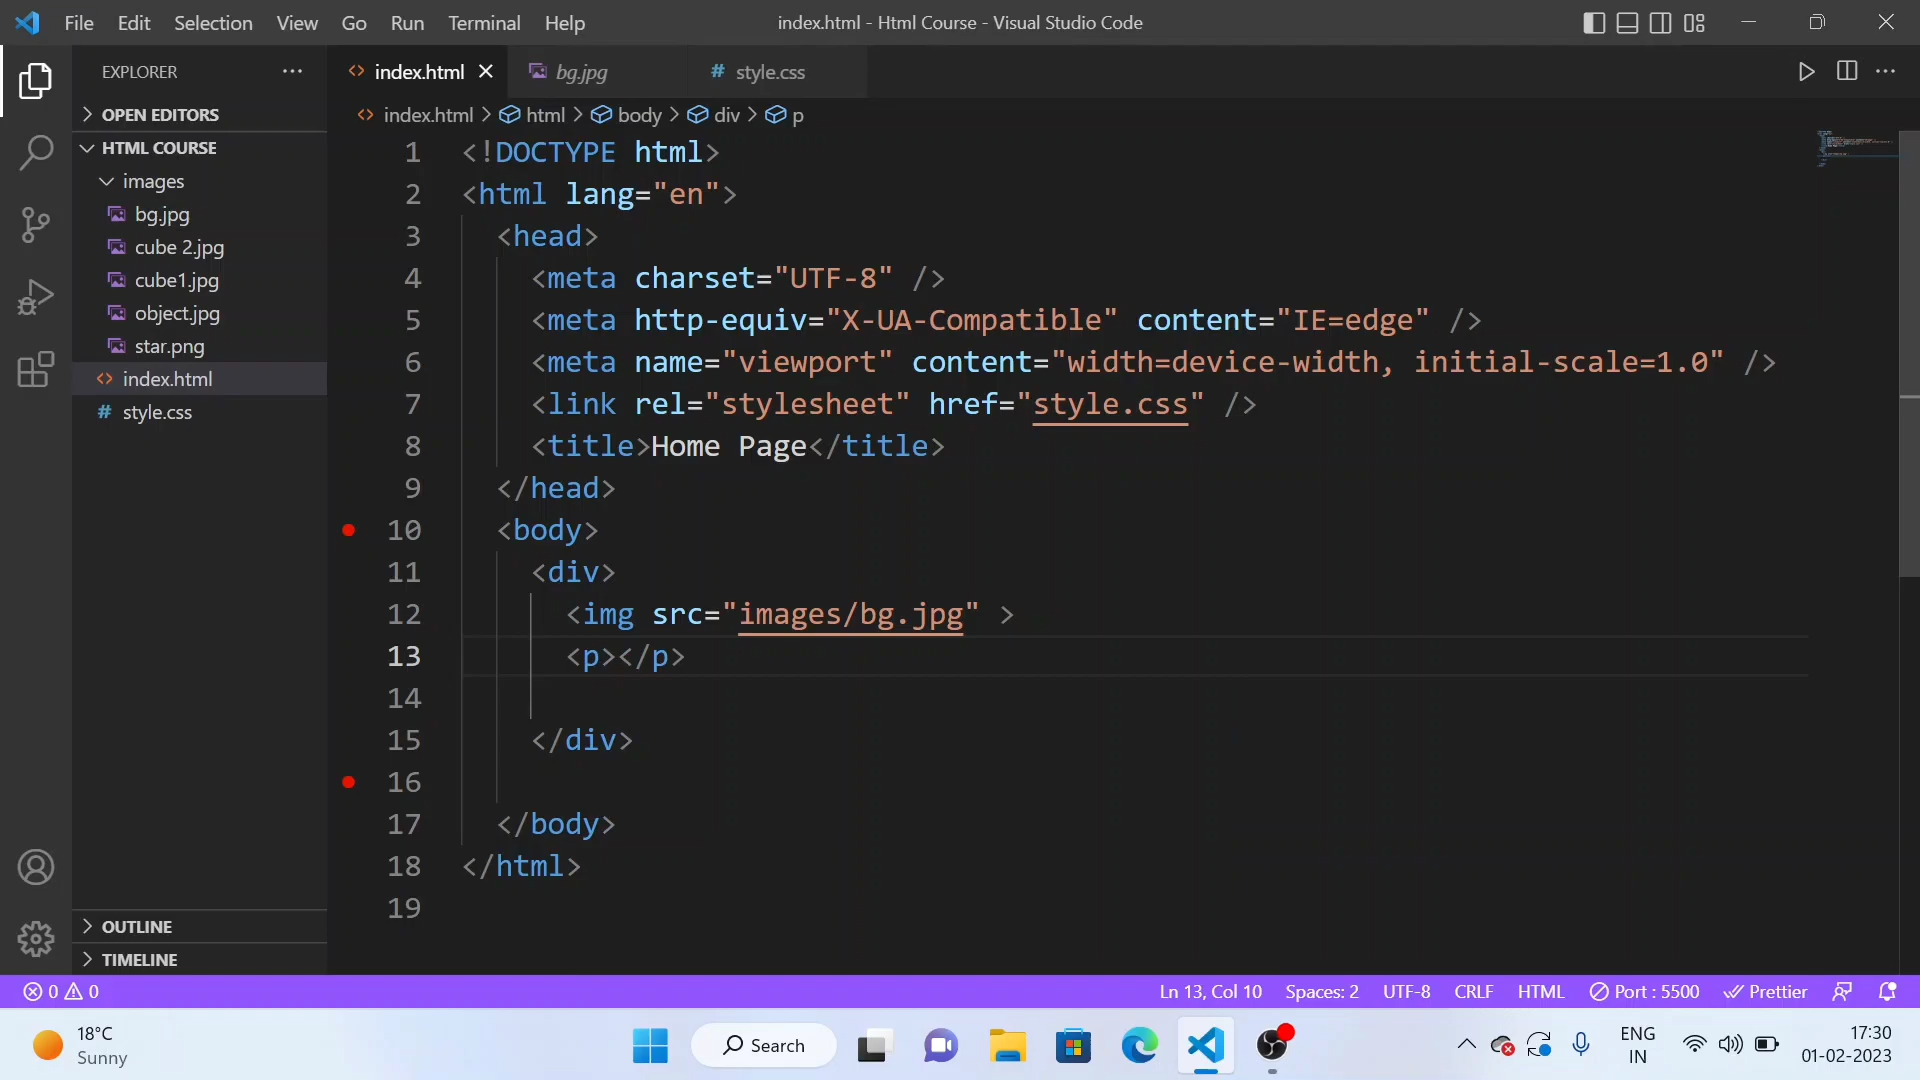 File Edit Selection View Go Run Terminal Help
index.html - Html Course - Visual Studio Code
EXPLORER
index.html bg.jpg # style.css
OPEN EDITORS
index.html > html > body > div > p
HTML COURSE
images
bg.jpg
cube 2.jpg
cube1.jpg
object.jpg
star.png
index.html
# style.css
OUTLINE
TIMELINE
1 <!DOCTYPE html>
2 <html lang="en">
3 <head>
4 <meta charset="UTF-8" />
5 <meta http-equiv="X-UA-Compatible" content="IE=edge" />
6 <meta name="viewport" content="width=device-width, initial-scale=1.0" />
7 <link rel="stylesheet" href="style.css" />
8 <title>Home Page</title>
9 </head>
10 <body>
11 <div>
12 <img src="images/bg.jpg" >
13 <p></p>
14
15 </div>
16
17 </body>
18 </html>
19
0 0 Ln 13, Col 10 Spaces: 2 UTF-8 CRLF HTML Port : 5500 Prettier
18°C
Sunny
Search
ENG
IN
17:30
01-02-2023